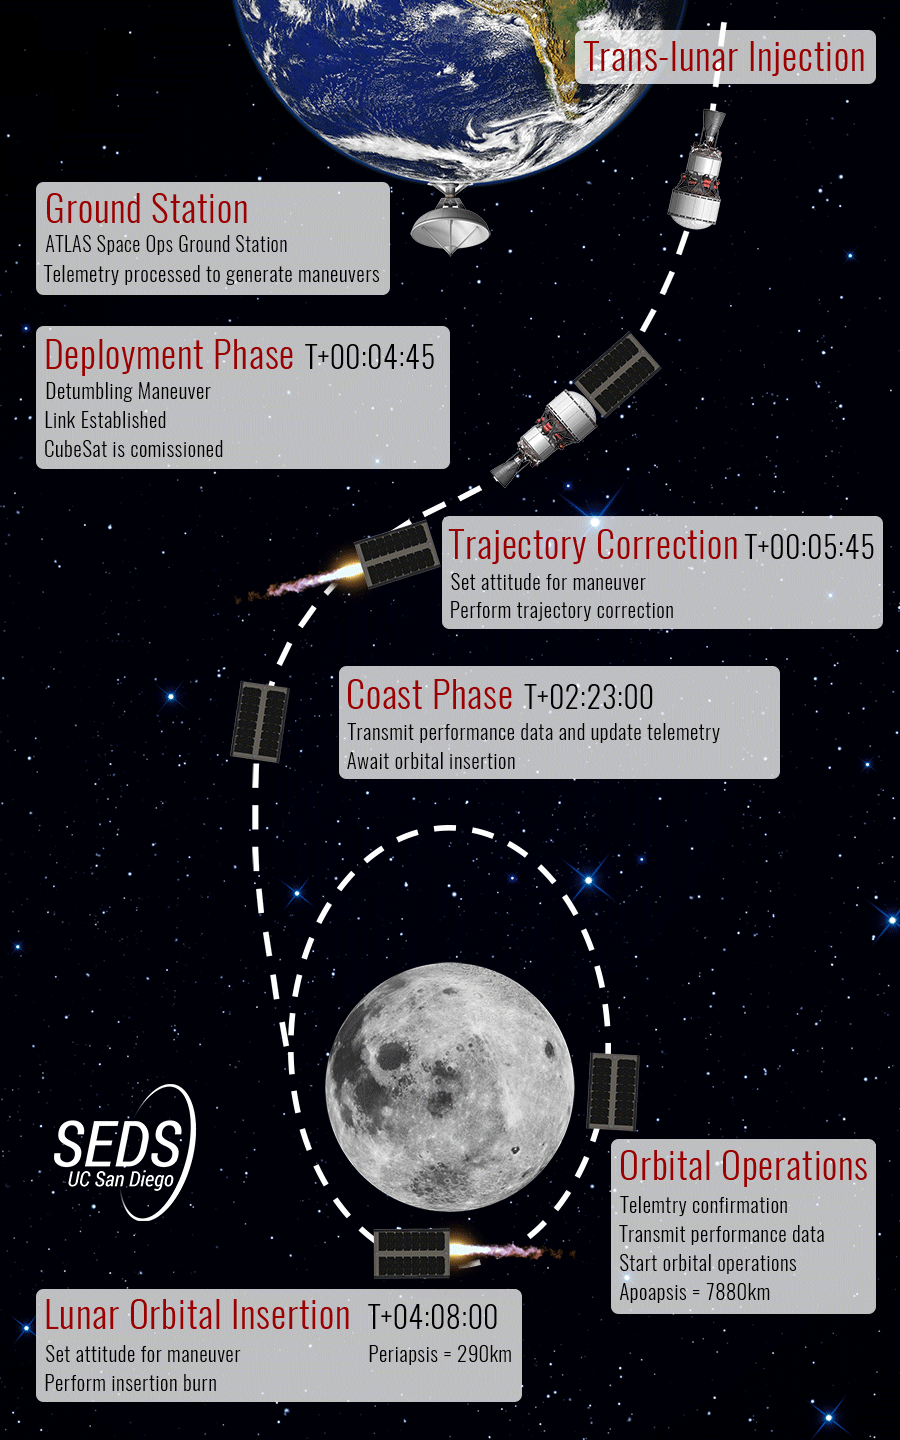 Trans-lunar Injection
Ground Station
ATLAS Space Ops Ground Station
Telemetry processed to generate maneuvers
Deployment Phase T+00:04:45
Detumbling Maneuver
Link Established
CubeSat is comissioned
Trajectory Correction T+00:05:45
Set attitude for maneuver
Perform trajectory correction
Coast Phase T+02:23:00
Transmit performance data and update telemetry
Await orbital insertion
SEDS
UC San Diego
Orbital Operations
Telemtry confirmation
Transmit performance data
Start orbital operations
Apoapsis = 7880km
Lunar Orbital Insertion T+04:08:00
Set attitude for maneuver Periapsis = 290km
Perform insertion burn